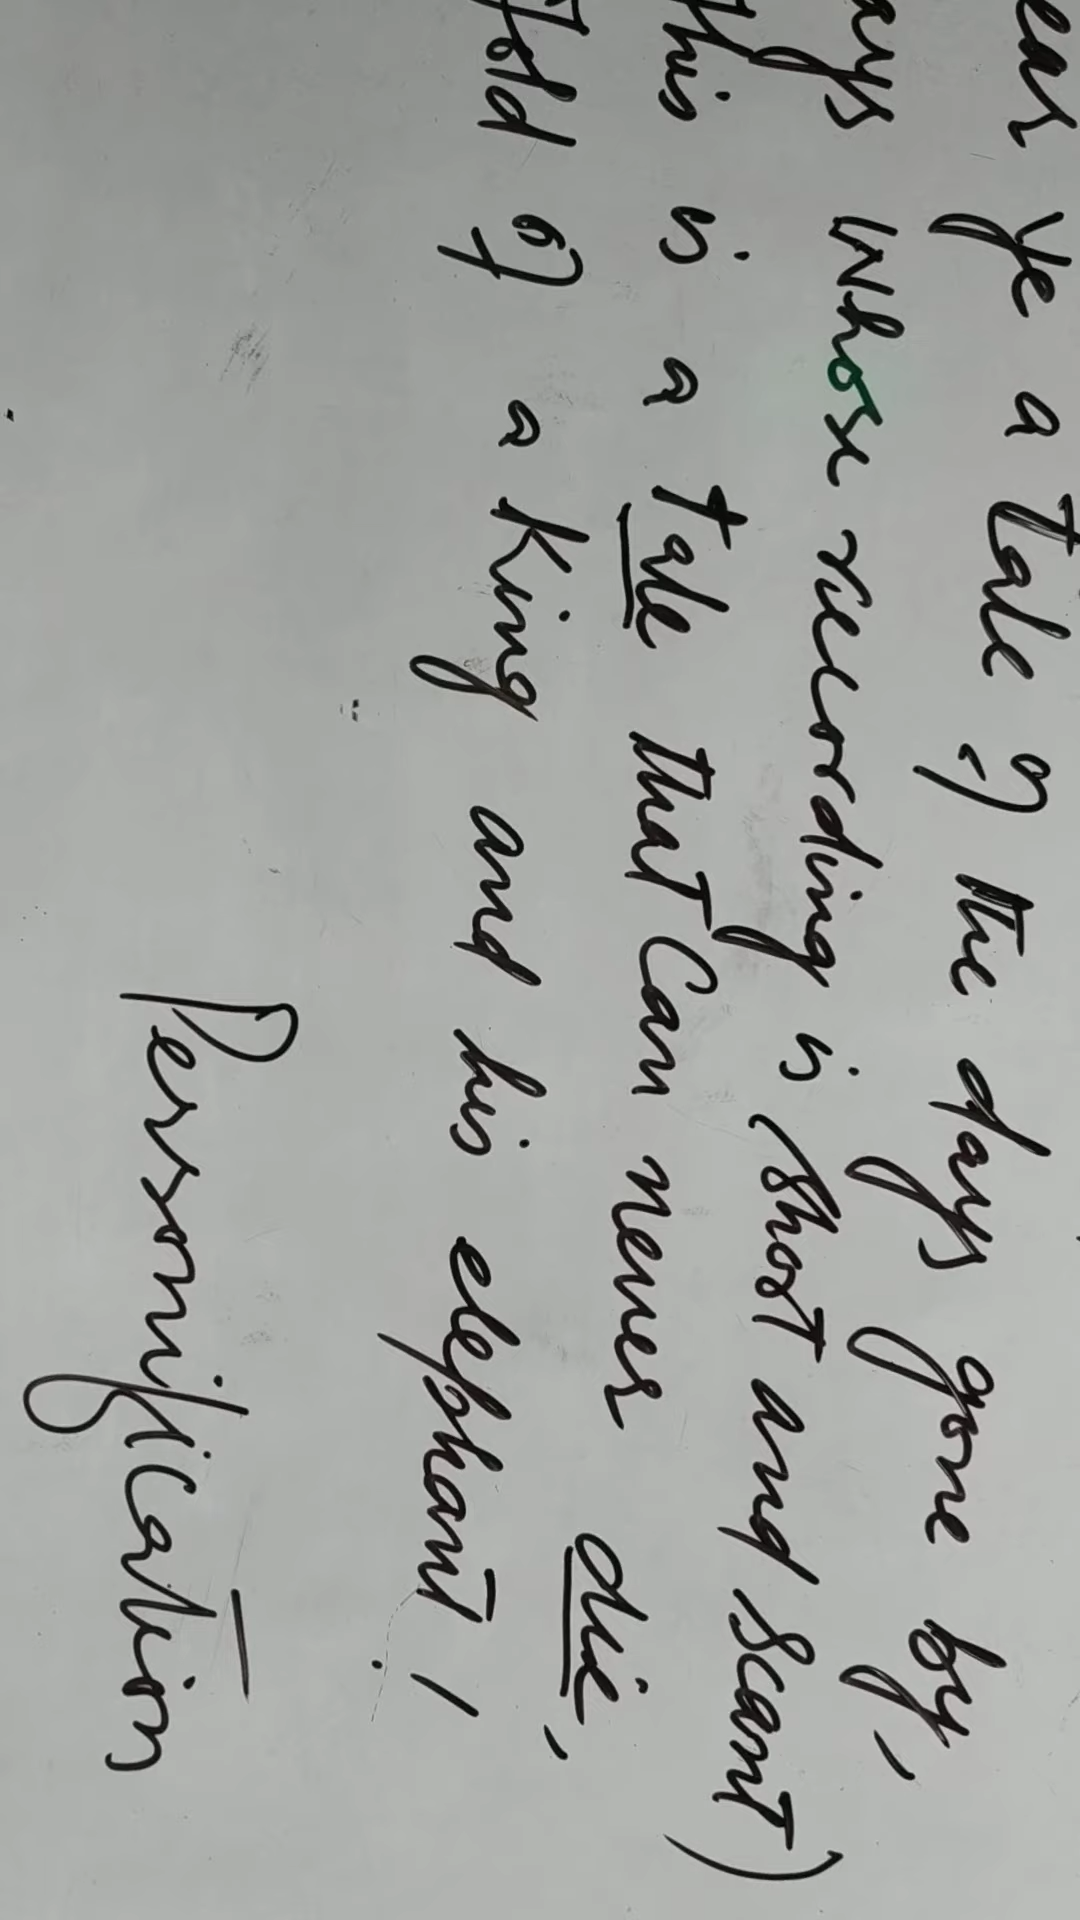 ear ye a tale of the days gone by,
ays whose recording is (short and scant)
this is a tale that can never die,
Told of a King and his elephant!
Personification